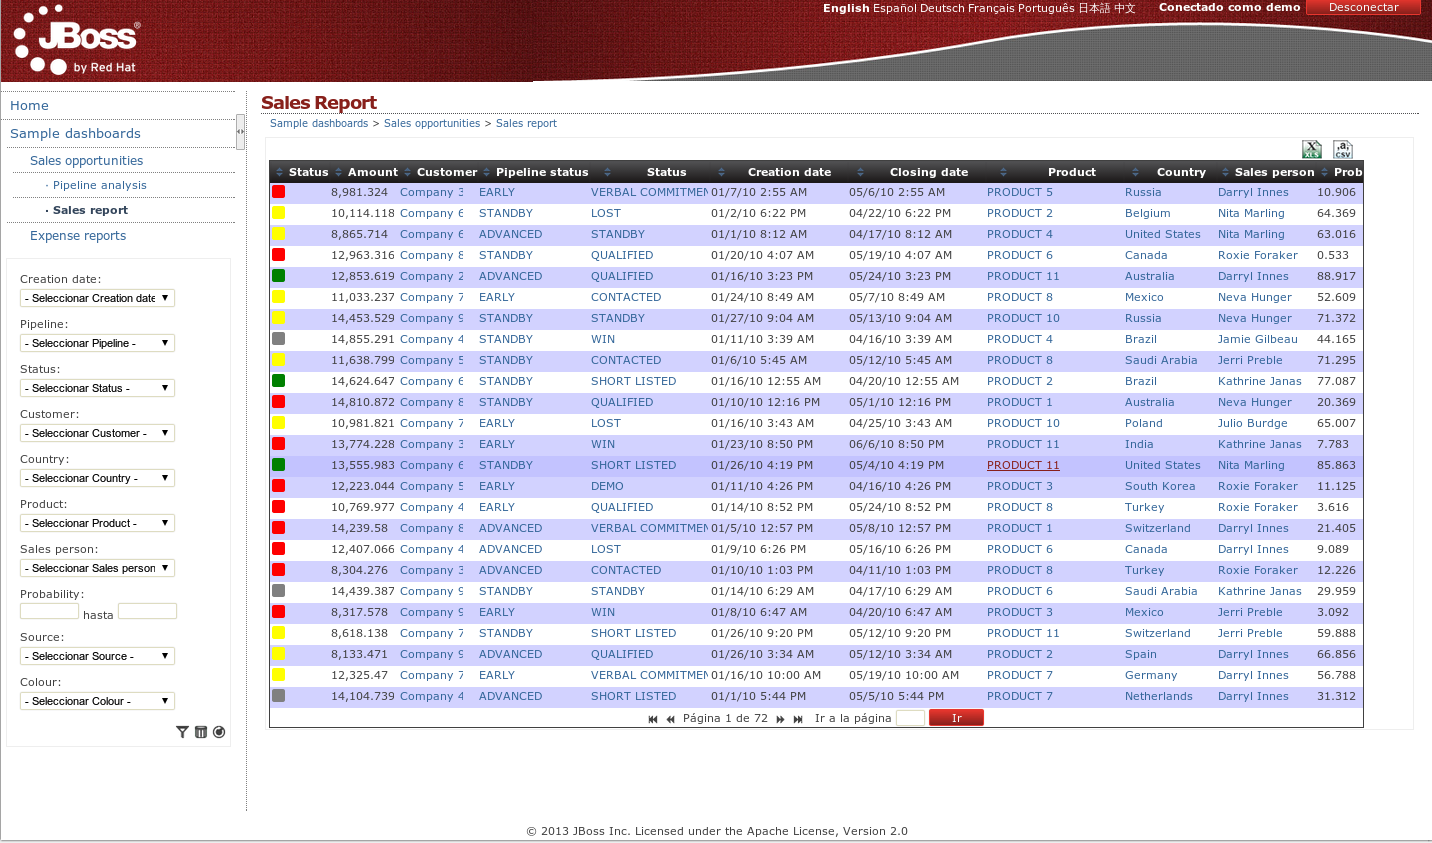 English Español Deutsch Français Português 日本語 中文 Conectado como demo Desconectar
JBoss®
by Red Hat
Home
Sample dashboards
Sales opportunities
· Pipeline analysis
· Sales report
Expense reports
Creation date:
- Seleccionar Creation date
Pipeline:
- Seleccionar Pipeline -
Status:
- Seleccionar Status -
Customer:
- Seleccionar Customer -
Country:
- Seleccionar Country -
Product:
- Seleccionar Product -
Sales person:
- Seleccionar Sales person
Probability:
hasta
Source:
- Seleccionar Source -
Colour:
- Seleccionar Colour -
Sales Report
Sample dashboards > Sales opportunities > Sales report
XLS CSV
Status Amount Customer Pipeline status Status Creation date Closing date Product Country Sales person Prob
8,981.324 Company 3 EARLY VERBAL COMMITMEN 01/7/10 2:55 AM 05/6/10 2:55 AM PRODUCT 5 Russia Darryl Innes 10.906
10,114.118 Company 6 STANDBY LOST 01/2/10 6:22 PM 04/22/10 6:22 PM PRODUCT 2 Belgium Nita Marling 64.369
8,865.714 Company 6 ADVANCED STANDBY 01/1/10 8:12 AM 04/17/10 8:12 AM PRODUCT 4 United States Nita Marling 63.016
12,963.316 Company 8 STANDBY QUALIFIED 01/20/10 4:07 AM 05/19/10 4:07 AM PRODUCT 6 Canada Roxie Foraker 0.533
12,853.619 Company 2 ADVANCED QUALIFIED 01/16/10 3:23 PM 05/24/10 3:23 PM PRODUCT 11 Australia Darryl Innes 88.917
11,033.237 Company 7 EARLY CONTACTED 01/24/10 8:49 AM 05/7/10 8:49 AM PRODUCT 8 Mexico Neva Hunger 52.609
14,453.529 Company 9 STANDBY STANDBY 01/27/10 9:04 AM 05/13/10 9:04 AM PRODUCT 10 Russia Neva Hunger 71.372
14,855.291 Company 4 STANDBY WIN 01/11/10 3:39 AM 04/16/10 3:39 AM PRODUCT 4 Brazil Jamie Gilbeau 44.165
11,638.799 Company 5 STANDBY CONTACTED 01/6/10 5:45 AM 05/12/10 5:45 AM PRODUCT 8 Saudi Arabia Jerri Preble 71.295
14,624.647 Company 6 STANDBY SHORT LISTED 01/16/10 12:55 AM 04/20/10 12:55 AM PRODUCT 2 Brazil Kathrine Janas 77.087
14,810.872 Company 8 STANDBY QUALIFIED 01/10/10 12:16 PM 05/1/10 12:16 PM PRODUCT 1 Australia Neva Hunger 20.369
10,981.821 Company 7 EARLY LOST 01/16/10 3:43 AM 04/25/10 3:43 AM PRODUCT 10 Poland Julio Burdge 65.007
13,774.228 Company 3 EARLY WIN 01/23/10 8:50 PM 06/6/10 8:50 PM PRODUCT 11 India Kathrine Janas 7.783
13,555.983 Company 6 STANDBY SHORT LISTED 01/26/10 4:19 PM 05/4/10 4:19 PM PRODUCT 11 United States Nita Marling 85.863
12,223.044 Company 5 EARLY DEMO 01/11/10 4:26 PM 04/16/10 4:26 PM PRODUCT 3 South Korea Roxie Foraker 11.125
10,769.977 Company 4 EARLY QUALIFIED 01/14/10 8:52 PM 05/24/10 8:52 PM PRODUCT 8 Turkey Roxie Foraker 3.616
14,239.58 Company 8 ADVANCED VERBAL COMMITMEN 01/5/10 12:57 PM 05/8/10 12:57 PM PRODUCT 1 Switzerland Darryl Innes 21.405
12,407.066 Company 4 ADVANCED LOST 01/9/10 6:26 PM 05/16/10 6:26 PM PRODUCT 6 Canada Darryl Innes 9.089
8,304.276 Company 3 ADVANCED CONTACTED 01/10/10 1:03 PM 04/11/10 1:03 PM PRODUCT 8 Turkey Roxie Foraker 12.226
14,439.387 Company 9 STANDBY STANDBY 01/14/10 6:29 AM 04/17/10 6:29 AM PRODUCT 6 Saudi Arabia Kathrine Janas 29.959
8,317.578 Company 9 EARLY WIN 01/8/10 6:47 AM 04/20/10 6:47 AM PRODUCT 3 Mexico Jerri Preble 3.092
8,618.138 Company 7 STANDBY SHORT LISTED 01/26/10 9:20 PM 05/12/10 9:20 PM PRODUCT 11 Switzerland Jerri Preble 59.888
8,133.471 Company 9 ADVANCED QUALIFIED 01/26/10 3:34 AM 05/12/10 3:34 AM PRODUCT 2 Spain Darryl Innes 66.856
12,325.47 Company 7 EARLY VERBAL COMMITMEN 01/16/10 10:00 AM 05/19/10 10:00 AM PRODUCT 7 Germany Darryl Innes 56.788
14,104.739 Company 4 ADVANCED SHORT LISTED 01/1/10 5:44 PM 05/5/10 5:44 PM PRODUCT 7 Netherlands Darryl Innes 31.312
Página 1 de 72 Ir a la página Ir
© 2013 JBoss Inc. Licensed under the Apache License, Version 2.0